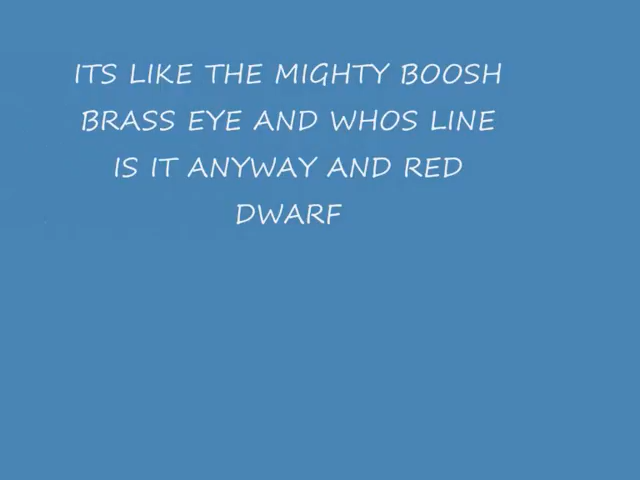 ITS LIKE THE MIGHTY BOOSH
BRASS EYE AND WHOS LINE
IS IT ANYWAY AND RED
DWARF